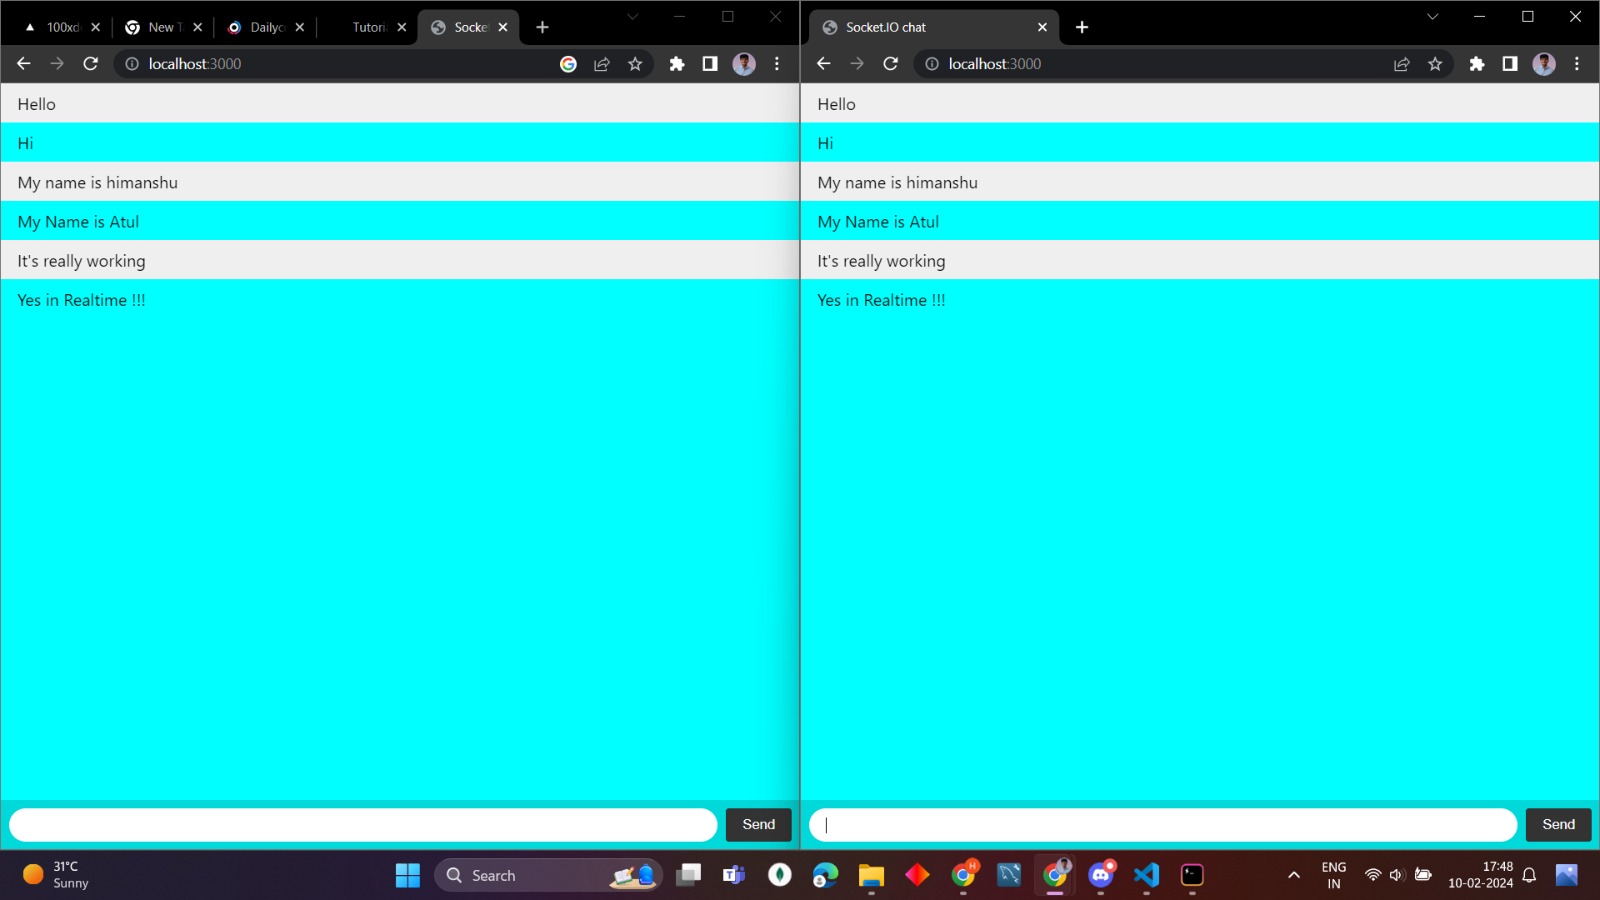 100xd
New T
Dailyc
Tutori
Socke
localhost:3000
Hello
Hi
My name is himanshu
My Name is Atul
It's really working
Yes in Realtime !!!
Send
Socket.IO chat
localhost:3000
Hello
Hi
My name is himanshu
My Name is Atul
It's really working
Yes in Realtime !!!
Send
31°C
Sunny
Search
ENG
IN
17:48
10-02-2024